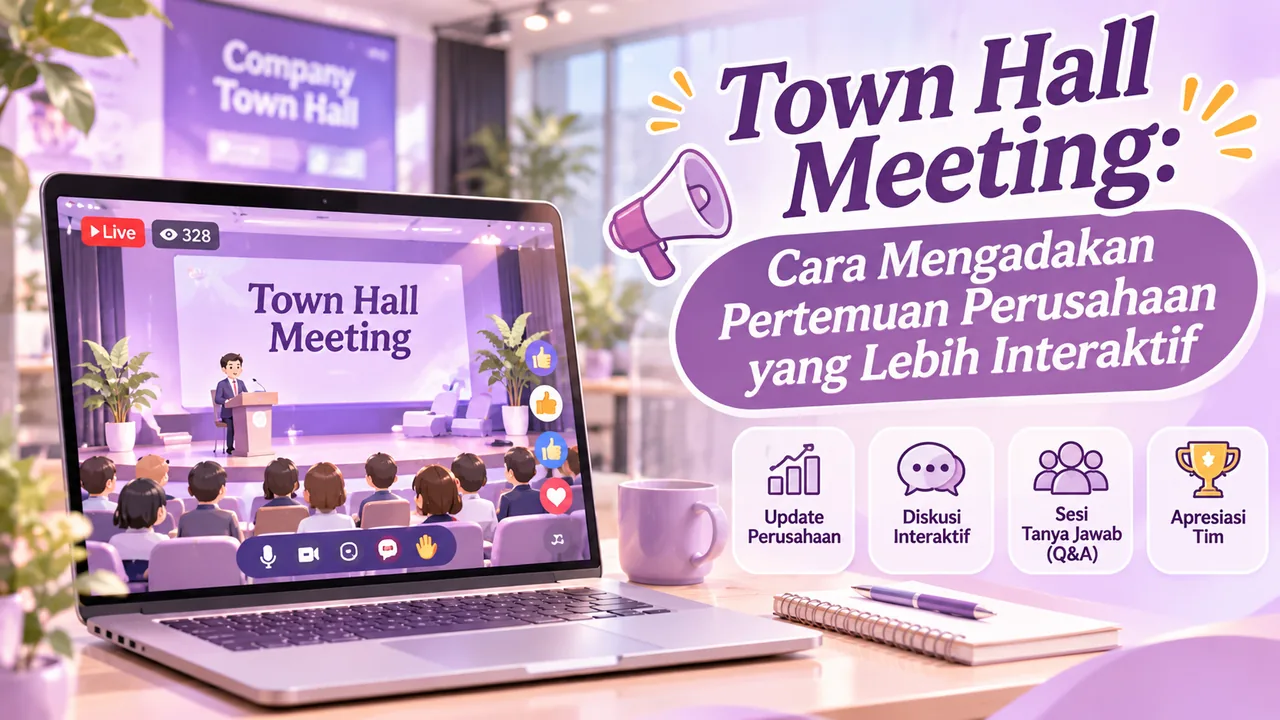 Company
Town Hall
Live
328
Town Hall
Meeting
Town Hall
Meeting:
Cara Mengadakan
Pertemuan Perusahaan
yang Lebih Interaktif
Update
Perusahaan
Diskusi
Interaktif
Sesi
Tanya Jawab
(Q&A)
Apresiasi
Tim